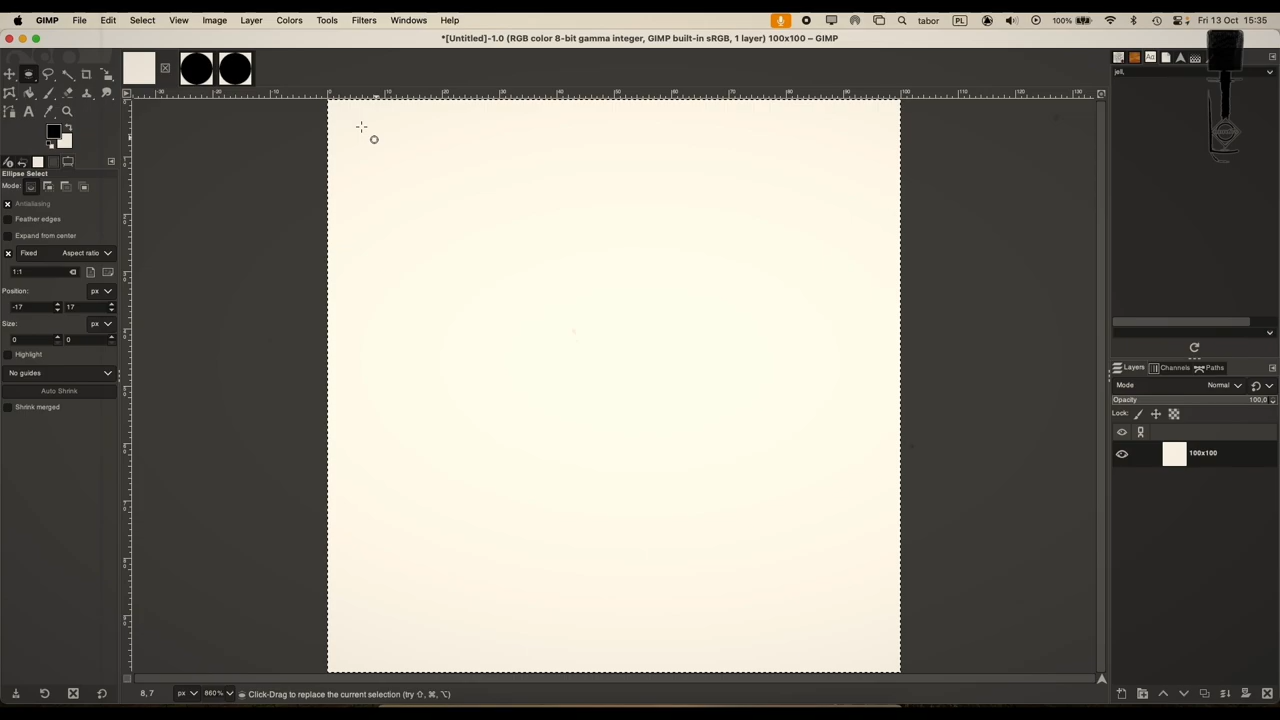 GIMP File Edit Select View Image Layer Colors Tools Filters Windows Help tabor PL 100% Fri 13 Oct 15:35
*[Untitled]-1.0 (RGB color 8-bit gamma integer, GIMP built-in sRGB, 1 layer) 100x100 – GIMP
jell,
Ellipse Select
Mode:
Antialiasing
Feather edges
Expand from center
Fixed Aspect ratio
1:1
Position: px
-17 17
Size: px
0 0
Highlight
No guides
Auto Shrink
Shrink merged
Layers Channels Paths
Mode Normal
Opacity 100,0
Lock:
100x100
8, 7 px 860% Click-Drag to replace the current selection (try ⇧, ⌘, ⌥)